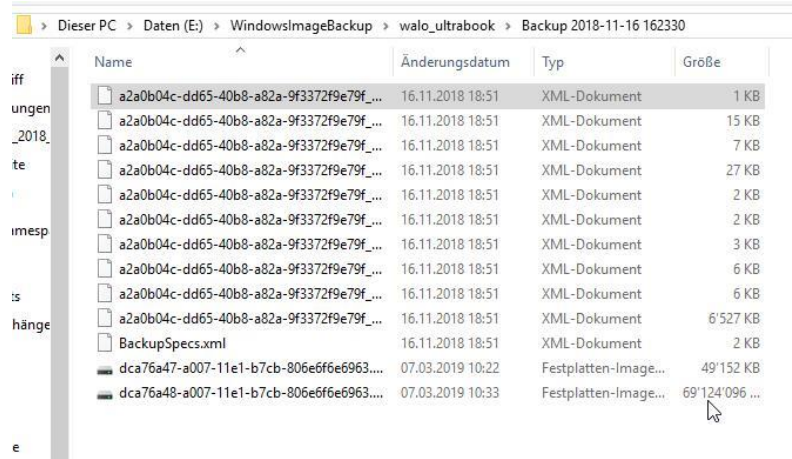 Dieser PC > Daten (E:) > WindowsImageBackup > walo_ultrabook > Backup 2018-11-16 162330
Name Änderungsdatum Typ Größe
iff
ungen
_2018_
ite
mesp
ts
hänge
e
a2a0b04c-dd65-40b8-a82a-9f3372f9e79f_... 16.11.2018 18:51 XML-Dokument 1 KB
a2a0b04c-dd65-40b8-a82a-9f3372f9e79f_... 16.11.2018 18:51 XML-Dokument 15 KB
a2a0b04c-dd65-40b8-a82a-9f3372f9e79f_... 16.11.2018 18:51 XML-Dokument 7 KB
a2a0b04c-dd65-40b8-a82a-9f3372f9e79f_... 16.11.2018 18:51 XML-Dokument 27 KB
a2a0b04c-dd65-40b8-a82a-9f3372f9e79f_... 16.11.2018 18:51 XML-Dokument 2 KB
a2a0b04c-dd65-40b8-a82a-9f3372f9e79f_... 16.11.2018 18:51 XML-Dokument 2 KB
a2a0b04c-dd65-40b8-a82a-9f3372f9e79f_... 16.11.2018 18:51 XML-Dokument 3 KB
a2a0b04c-dd65-40b8-a82a-9f3372f9e79f_... 16.11.2018 18:51 XML-Dokument 6 KB
a2a0b04c-dd65-40b8-a82a-9f3372f9e79f_... 16.11.2018 18:51 XML-Dokument 6 KB
a2a0b04c-dd65-40b8-a82a-9f3372f9e79f_... 16.11.2018 18:51 XML-Dokument 6'527 KB
BackupSpecs.xml 16.11.2018 18:51 XML-Dokument 2 KB
dca76a47-a007-11e1-b7cb-806e6f6e6963.... 07.03.2019 10:22 Festplatten-Image... 49'152 KB
dca76a48-a007-11e1-b7cb-806e6f6e6963.... 07.03.2019 10:33 Festplatten-Image... 69'124'096 ...